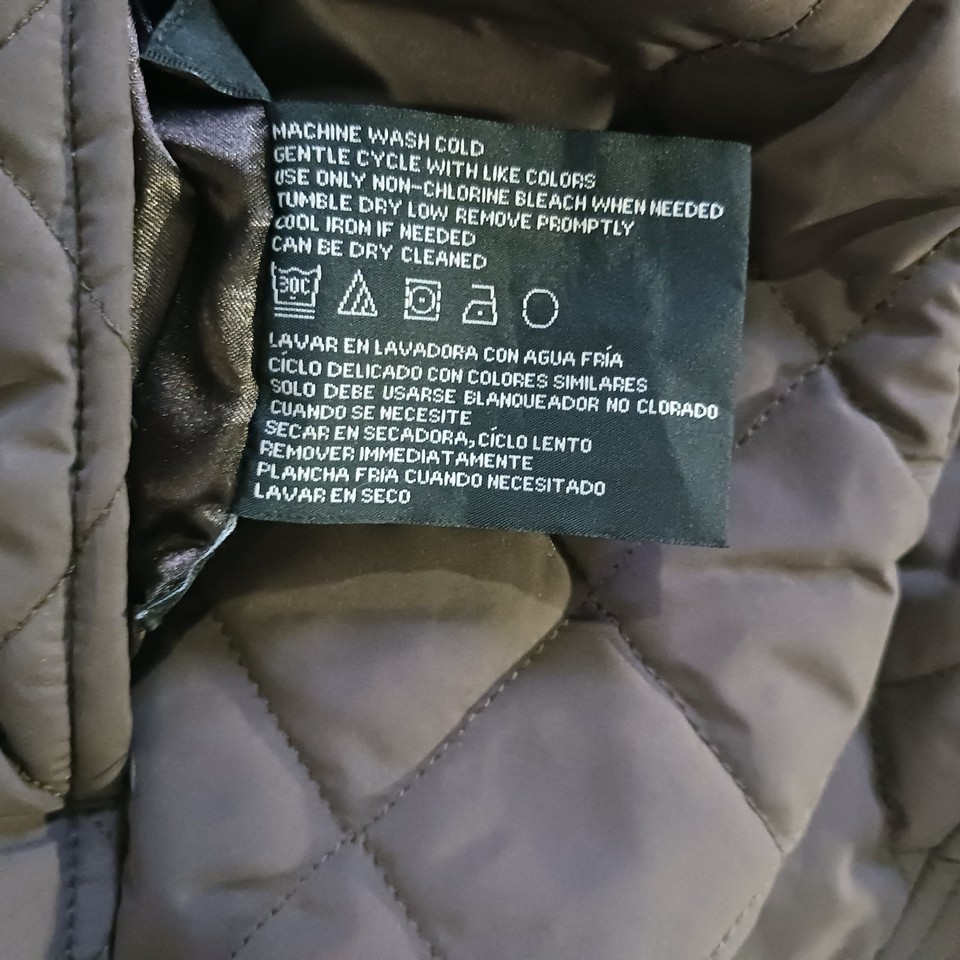 MACHINE WASH COLD
GENTLE CYCLE WITH LIKE COLORS
USE ONLY NON-CHLORINE BLEACH WHEN NEEDED
TUMBLE DRY LOW REMOVE PROMPTLY
COOL IRON IF NEEDED
CAN BE DRY CLEANED
30C
LAVAR EN LAVADORA CON AGUA FRÍA
CÍCLO DELICADO CON COLORES SIMILARES
SOLO DEBE USARSE BLANQUEADOR NO CLORADO
CUANDO SE NECESITE
SECAR EN SECADORA, CÍCLO LENTO
REMOVER IMMEDIATAMENTE
PLANCHA FRIA CUANDO NECESITADO
LAVAR EN SECO